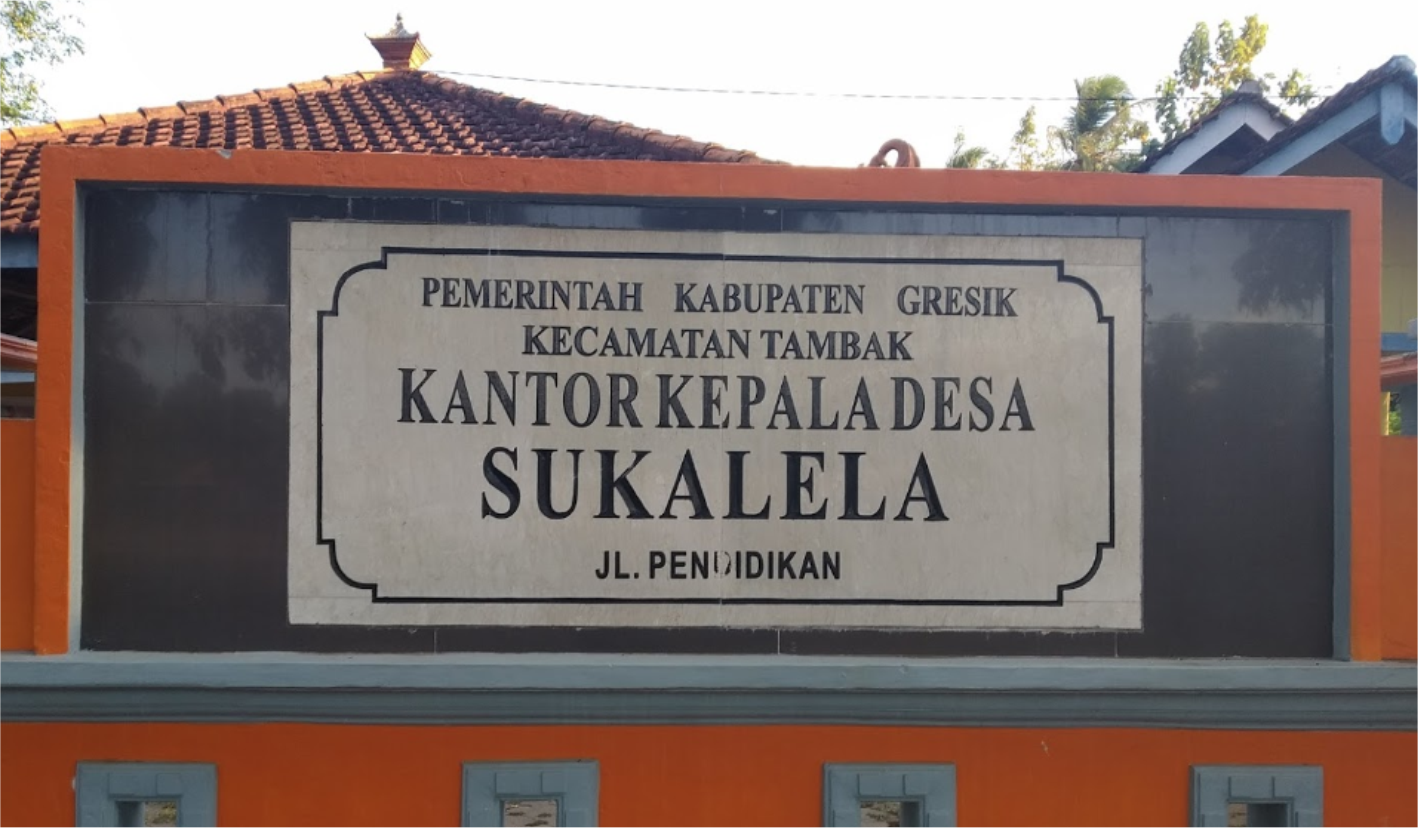 PEMERINTAH KABUPATEN GRESIK
KECAMATAN TAMBAK
KANTOR KEPALA DESA
SUKALELA
JL. PENDIDIKAN